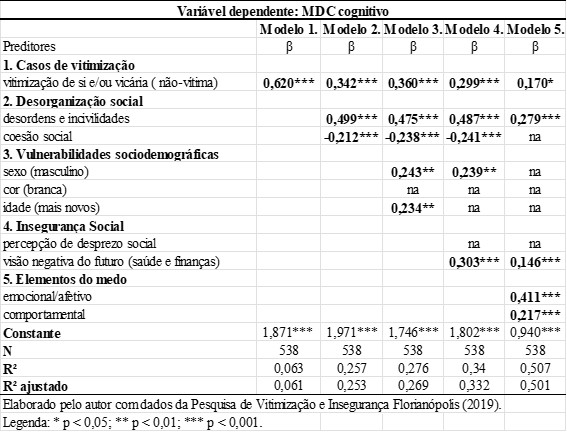 Variável dependente: MDC cognitivo
Modelo 1. Modelo 2. Modelo 3. Modelo 4. Modelo 5.
Preditores β β β β β
1. Casos de vitimização
vitimização de si e/ou vicária ( não-vitima) 0,620*** 0,342*** 0,360*** 0,299*** 0,170*
2. Desorganização social
desordens e incivilidades 0,499*** 0,475*** 0,487*** 0,279***
coesão social -0,212*** -0,238*** -0,241*** na
3. Vulnerabilidades sociodemográficas
sexo (masculino) 0,243** 0,239** na
cor (branca) na na na
idade (mais novos) 0,234** na na
4. Insegurança Social
percepção de desprezo social na na
visão negativa do futuro (saúde e finanças) 0,303*** 0,146***
5. Elementos do medo
emocional/afetivo 0,411***
comportamental 0,217***
Constante 1,871*** 1,971*** 1,746*** 1,802*** 0,940***
N 538 538 538 538 538
R² 0,063 0,257 0,276 0,34 0,507
R² ajustado 0,061 0,253 0,269 0,332 0,501
Elaborado pelo autor com dados da Pesquisa de Vitimização e Insegurança Florianópolis (2019).
Legenda: * p < 0,05; ** p < 0,01; *** p < 0,001.